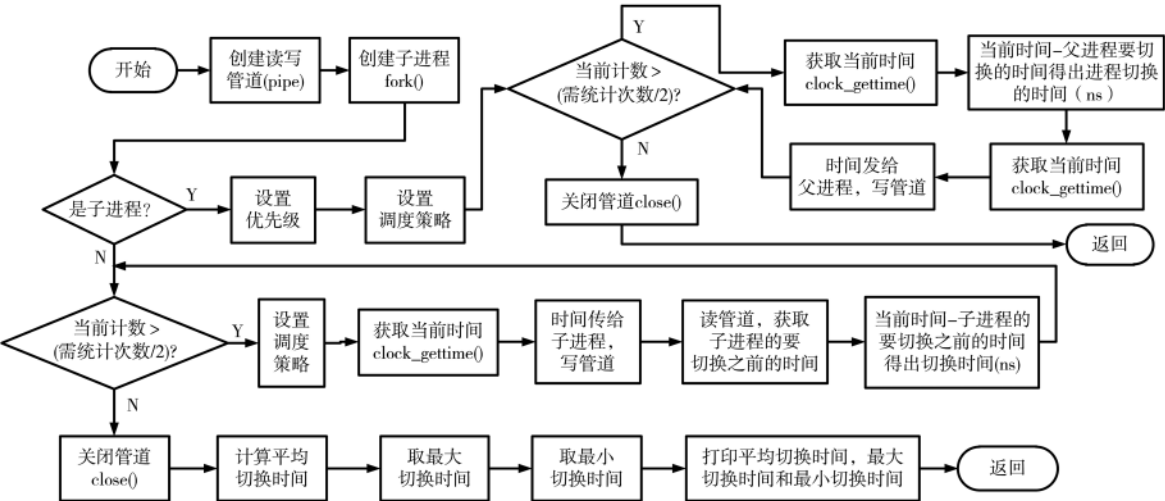 开始
创建读写
管道(pipe)
创建子进程
fork()
当前计数>
(需统计次数/2)?
Y
获取当前时间
clock_gettime()
当前时间-父进程要切
换的时间得出进程切换
的时间（ns）
获取当前时间
clock_gettime()
时间发给
父进程，写管道
N
关闭管道close()
返回
是子进程?
Y
设置
优先级
设置
调度策略
N
当前计数>
(需统计次数/2)?
Y
设置
调度
策略
获取当前时间
clock_gettime()
时间传给
子进程，
写管道
读管道，获取
子进程的要
切换之前的时间
当前时间-子进程的
要切换之前的时间
得出切换时间(ns)
N
关闭管道
close()
计算平均
切换时间
取最大
切换时间
取最小
切换时间
打印平均切换时间，最大
切换时间和最小切换时间
返回